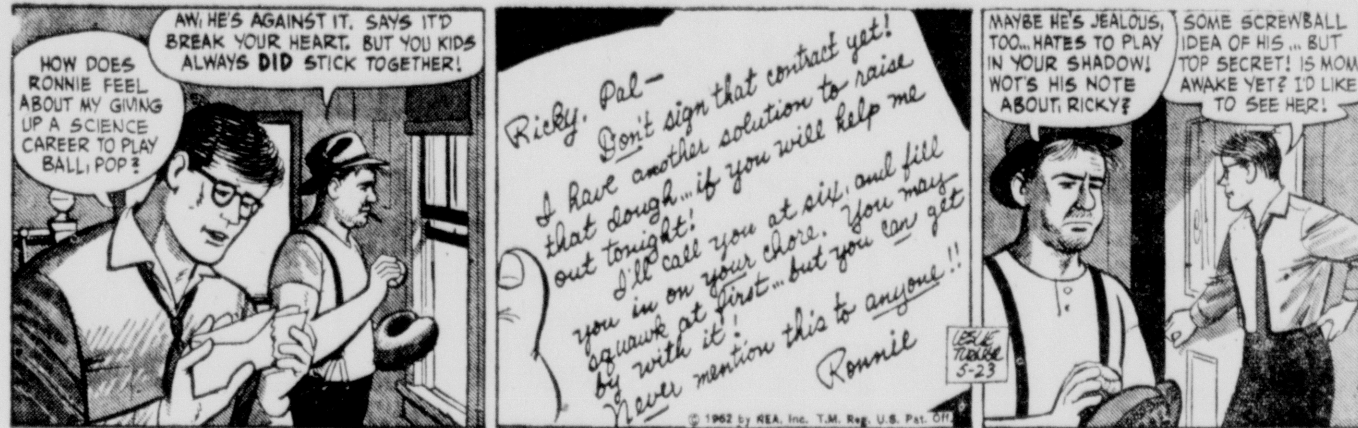 HOW DOES
RONNIE FEEL
ABOUT MY GIVING
UP A SCIENCE
CAREER TO PLAY
BALL, POP?
AW, HE'S AGAINST IT. SAYS IT'D
BREAK YOUR HEART. BUT YOU KIDS
ALWAYS DID STICK TOGETHER!
Ricky, Pal—
Don't sign that contract yet!
I have another solution to raise
that dough... if you will help me
out tonight!
I'll call you at six, and fill
you in on your chore. You may
squawk at first... but you can get
by with it!
Never mention this to anyone!!
Ronnie
© 1962 by NEA, Inc. T.M. Reg. U.S. Pat. Off.
MAYBE HE'S JEALOUS,
TOO... HATES TO PLAY
IN YOUR SHADOW!
WOT'S HIS NOTE
ABOUT, RICKY?
SOME SCREWBALL
IDEA OF HIS... BUT
TOP SECRET! IS MOM
AWAKE YET? I'D LIKE
TO SEE HER!
LESLIE
TURNER
5-23